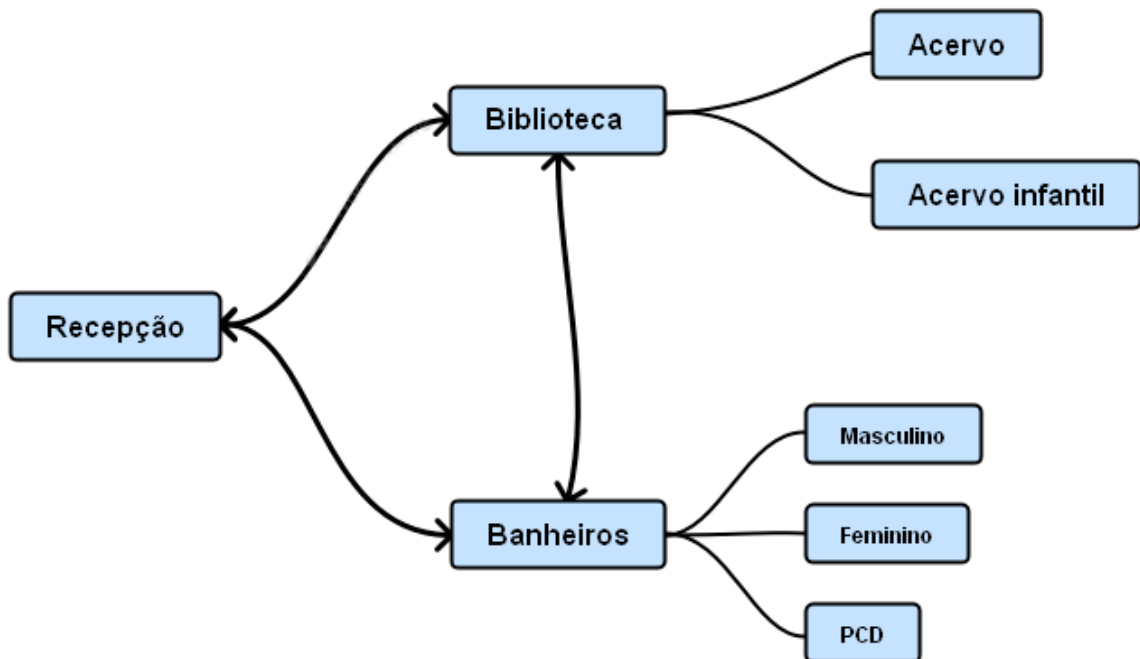 Acervo
Biblioteca
Acervo infantil
Recepção
Masculino
Banheiros
Feminino
PCD